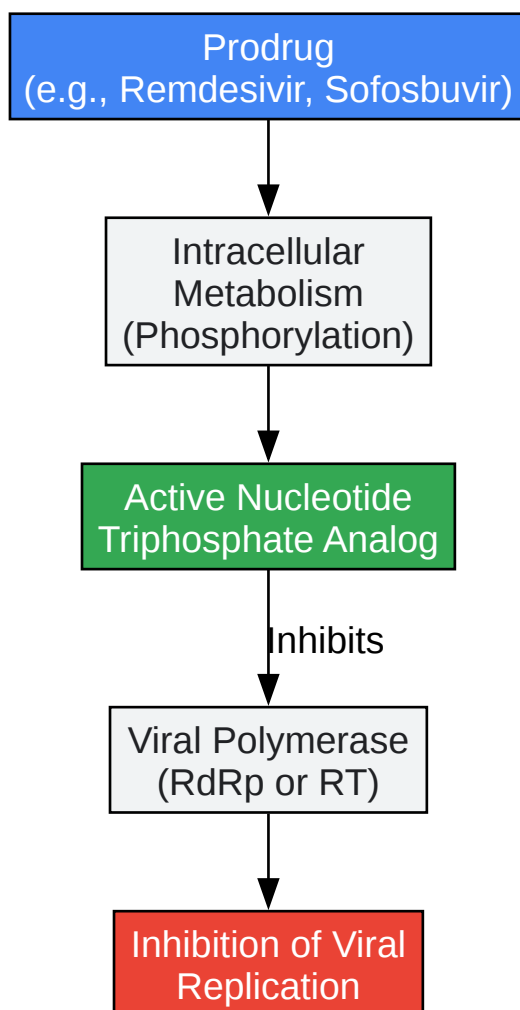 Prodrug
(e.g., Remdesivir, Sofosbuvir)
Intracellular
Metabolism
(Phosphorylation)
Active Nucleotide
Triphosphate Analog
Inhibits
Viral Polymerase
(RdRp or RT)
Inhibition of Viral
Replication